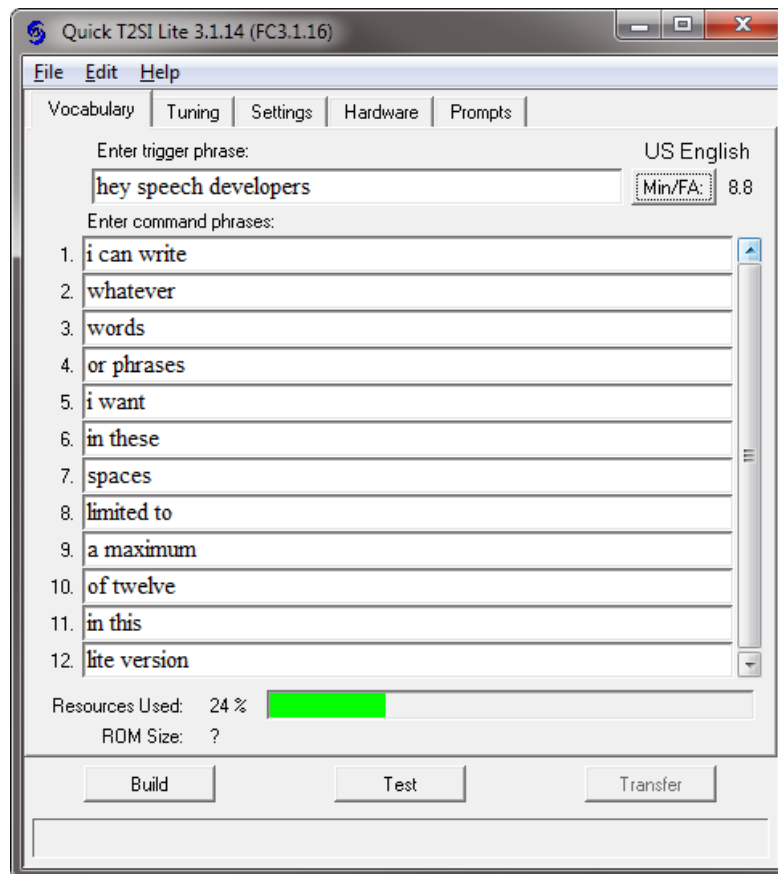 Quick T2SI Lite 3.1.14 (FC3.1.16)
File Edit Help
Vocabulary Tuning Settings Hardware Prompts
Enter trigger phrase: US English
hey speech developers Min/FA: 8.8
Enter command phrases:
1. i can write
2. whatever
3. words
4. or phrases
5. i want
6. in these
7. spaces
8. limited to
9. a maximum
10. of twelve
11. in this
12. lite version
Resources Used: 24 %
ROM Size: ?
Build Test Transfer